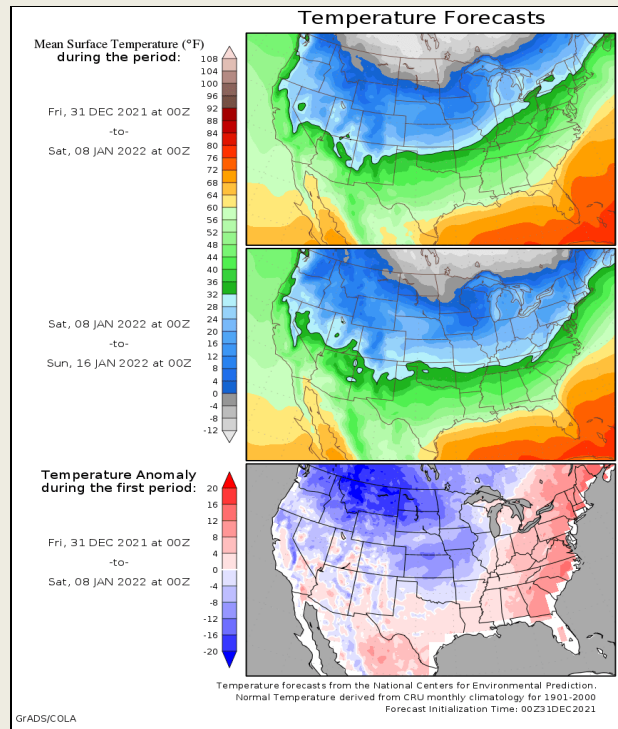 Temperature Forecasts
Mean Surface Temperature (°F)
during the period:
Fri, 31 DEC 2021 at 00Z
-to-
Sat, 08 JAN 2022 at 00Z
108
104
100
96
92
88
84
80
76
72
68
64
60
56
52
48
44
40
36
32
28
24
20
16
12
8
4
0
-4
-8
-12
Sat, 08 JAN 2022 at 00Z
-to-
Sun, 16 JAN 2022 at 00Z
Temperature Anomaly
during the first period:
Fri, 31 DEC 2021 at 00Z
-to-
Sat, 08 JAN 2022 at 00Z
20
16
12
8
4
0
-4
-8
-12
-16
-20
Temperature forecasts from the National Centers for Environmental Prediction.
Normal Temperature derived from CRU monthly climatology for 1901-2000
Forecast Initialization Time: 00Z31DEC2021
GrADS/COLA